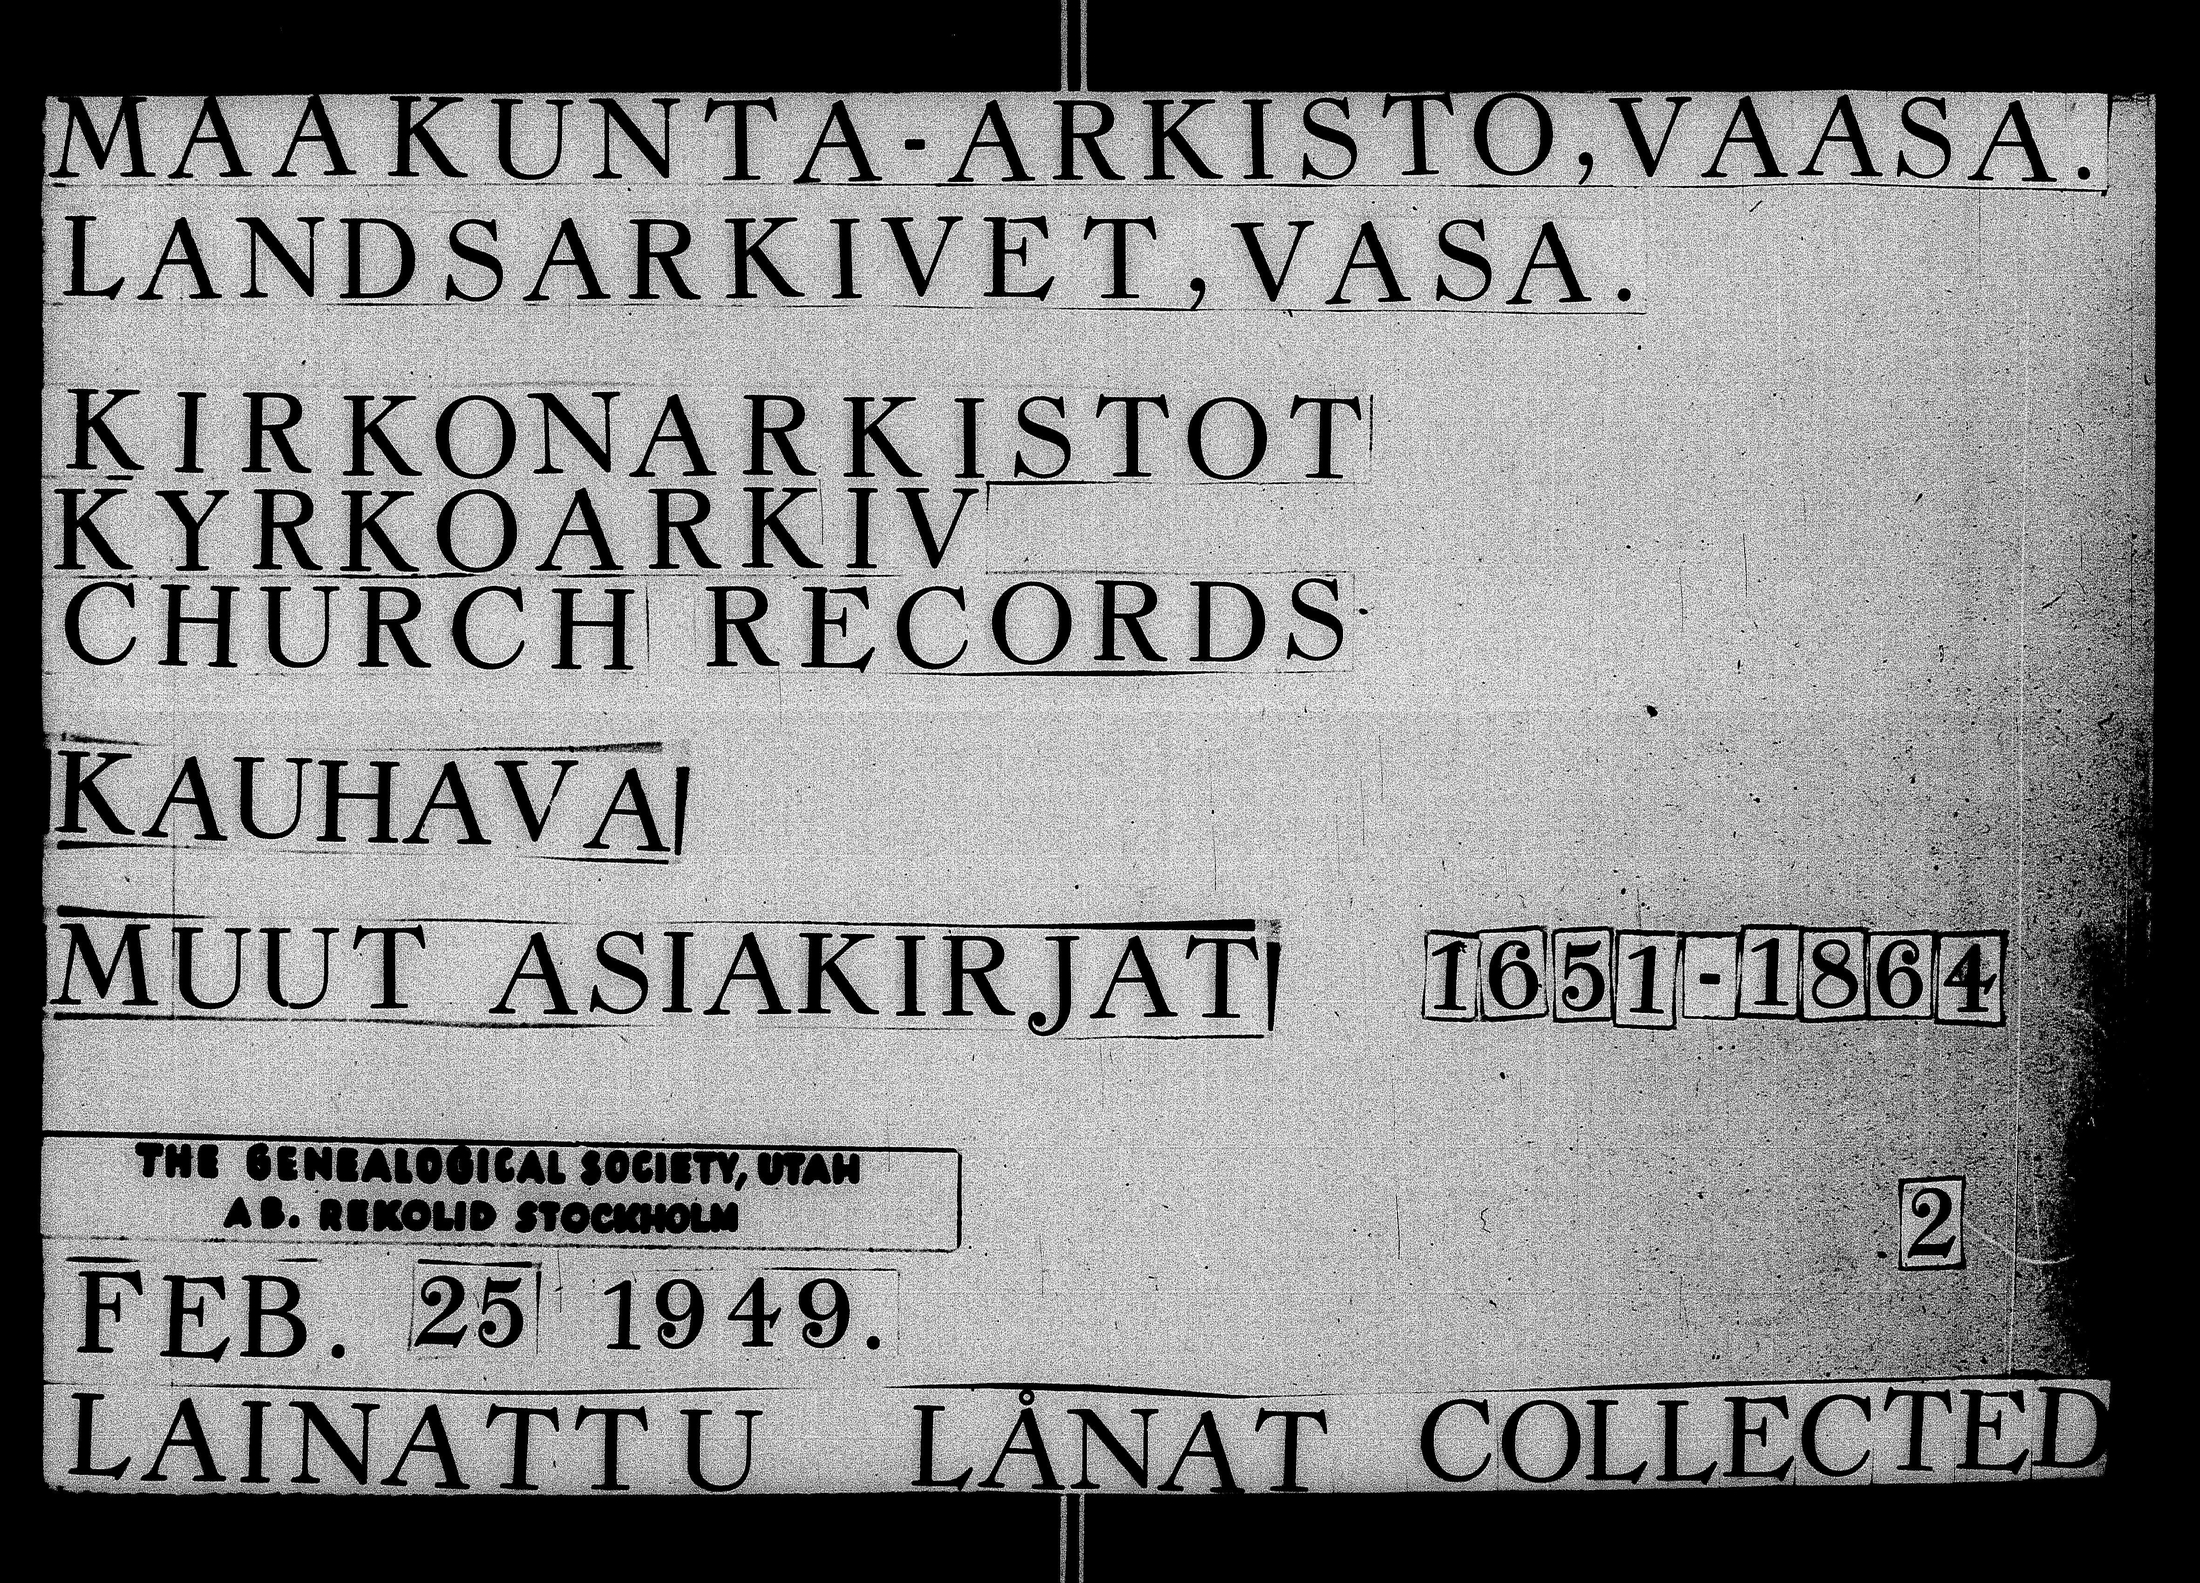 MAAKUNTA-ARKISTO, VAASA.
LANDSARKIVET, VASA.
KIRKONARKISTOT
KYRKOARKIV
CHURCH RECORDS
KAUHAVA
MUUT ASIAKIRJAT 1651-1864
THE GENEALOGICAL SOCIETY, UTAH
AB. REKOLID STOCKHOLM
2
FEB. 25 1949.
LAINATTU LÅNAT COLLECTED